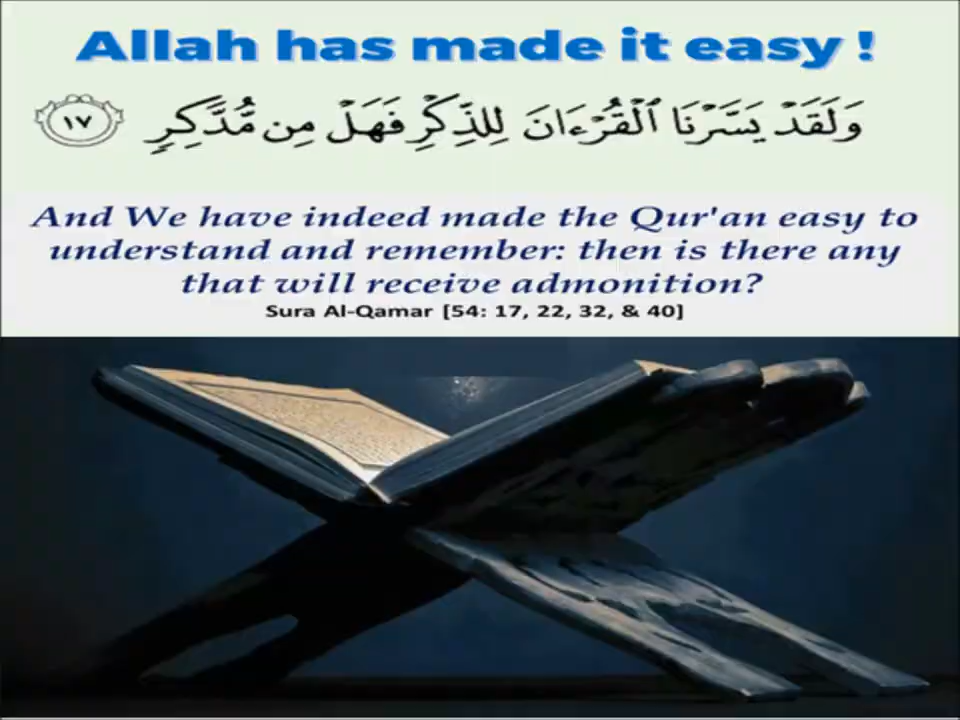 Allah has made it easy !
وَلَقَدْ يَسَّرْنَا ٱلْقُرْءَانَ لِلذِّكْرِ فَهَلْ مِن مُّدَّكِرٍ ١٧
And We have indeed made the Qur'an easy to
understand and remember: then is there any
that will receive admonition?
Sura Al-Qamar [54: 17, 22, 32, & 40]